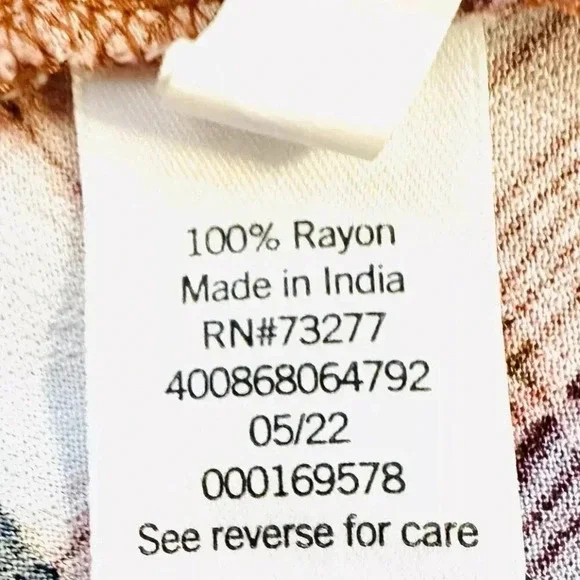 100% Rayon
Made in India
RN#73277
400868064792
05/22
000169578
See reverse for care